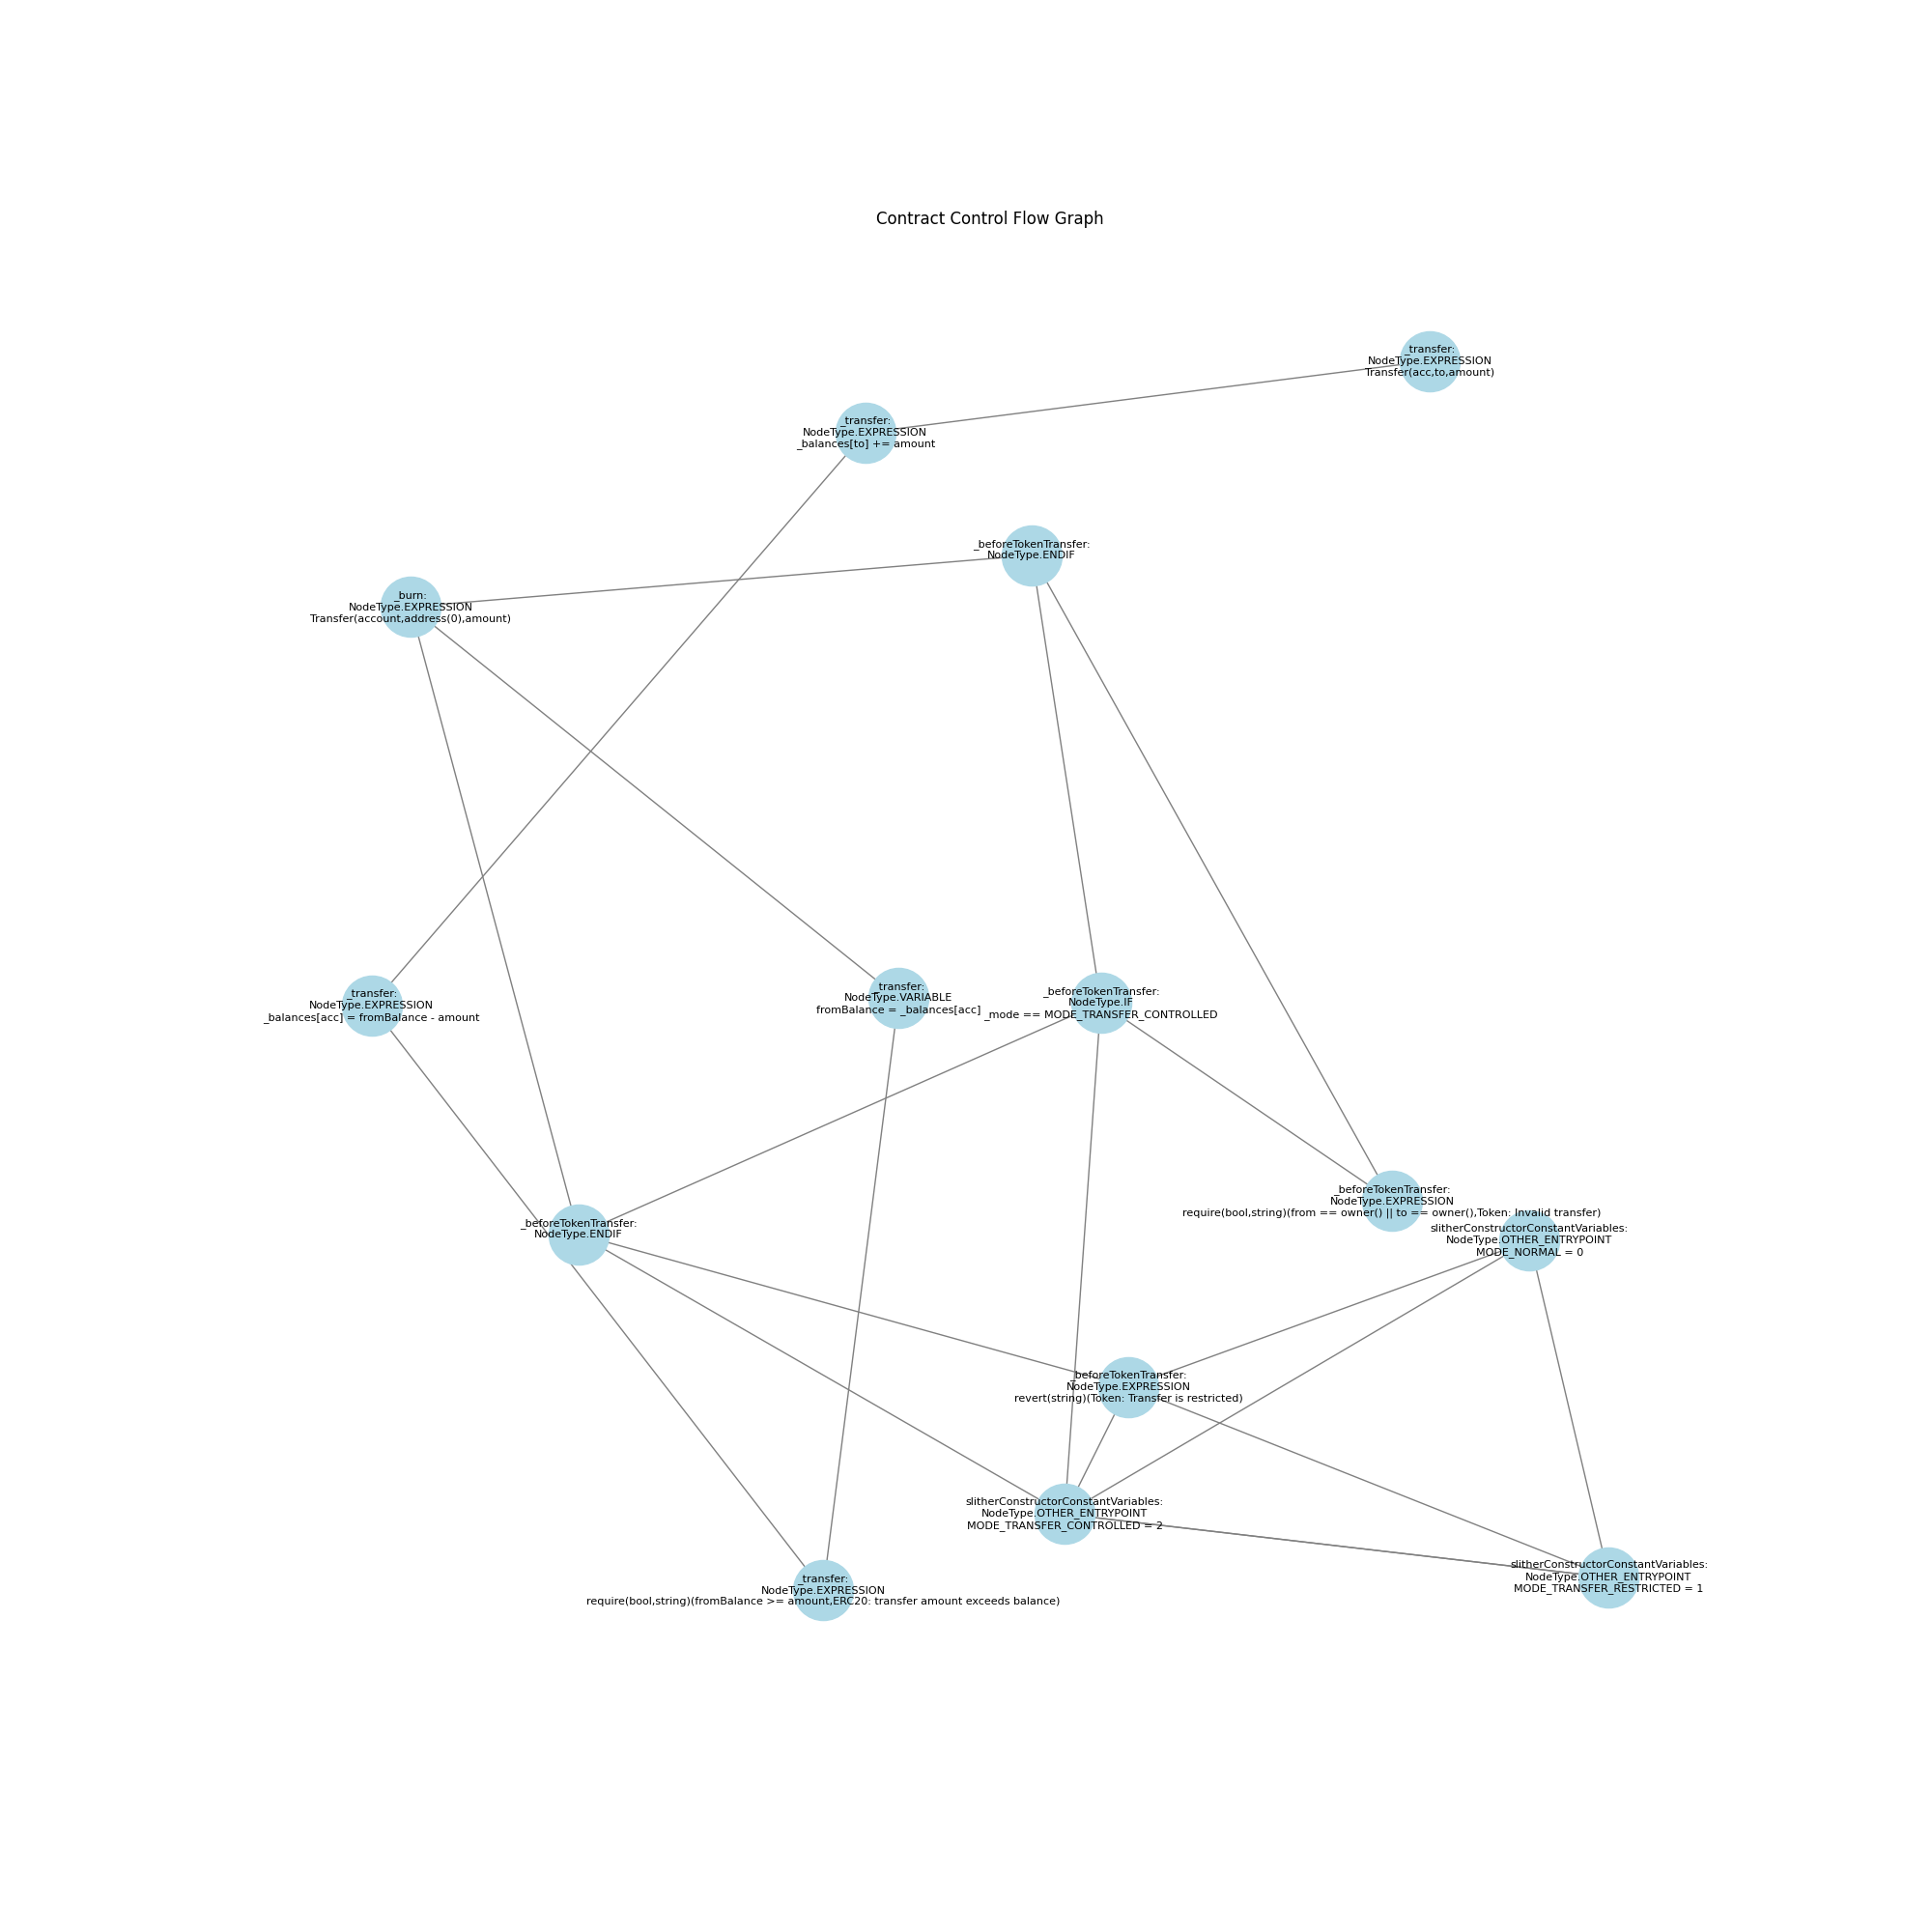 Contract Control Flow Graph
_transfer:
NodeType.EXPRESSION
Transfer(acc,to,amount)
_transfer:
NodeType.EXPRESSION
_balances[to] += amount
_beforeTokenTransfer:
NodeType.ENDIF
_burn:
NodeType.EXPRESSION
Transfer(account,address(0),amount)
_transfer:
NodeType.EXPRESSION
_balances[acc] = fromBalance - amount
_transfer:
NodeType.VARIABLE
fromBalance = _balances[acc]
_beforeTokenTransfer:
NodeType.IF
_mode == MODE_TRANSFER_CONTROLLED
_beforeTokenTransfer:
NodeType.EXPRESSION
require(bool,string)(from == owner() || to == owner(),Token: Invalid transfer)
_beforeTokenTransfer:
NodeType.ENDIF
slitherConstructorConstantVariables:
NodeType.OTHER_ENTRYPOINT
MODE_NORMAL = 0
_beforeTokenTransfer:
NodeType.EXPRESSION
revert(string)(Token: Transfer is restricted)
slitherConstructorConstantVariables:
NodeType.OTHER_ENTRYPOINT
MODE_TRANSFER_CONTROLLED = 2
slitherConstructorConstantVariables:
NodeType.OTHER_ENTRYPOINT
MODE_TRANSFER_RESTRICTED = 1
_transfer:
NodeType.EXPRESSION
require(bool,string)(fromBalance >= amount,ERC20: transfer amount exceeds balance)